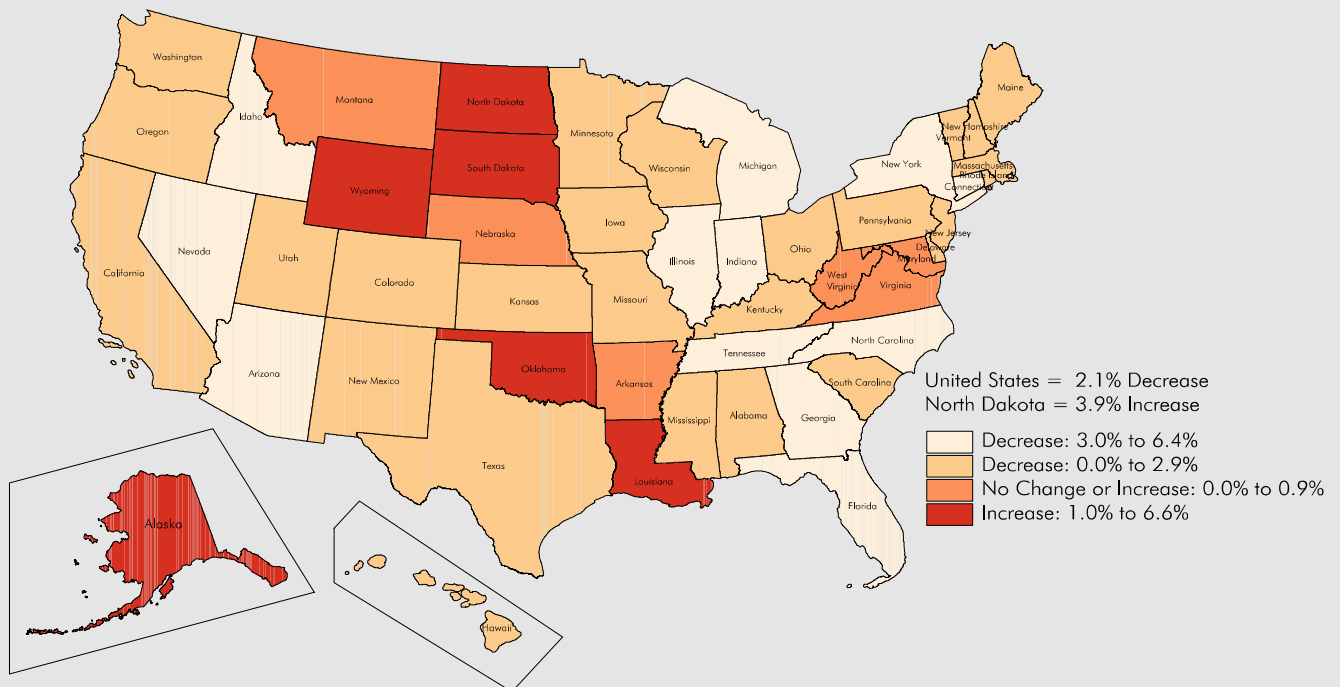 Washington
Montana
North Dakota
Minnesota
Maine
Oregon
Idaho
Wyoming
South Dakota
Wisconsin
Michigan
New York
New Hampshire
Vermont
Massachusetts
Rhode Island
Connecticut
Nebraska
Iowa
Pennsylvania
New Jersey
Nevada
Utah
Colorado
California
Illinois
Indiana
Ohio
Delaware
Maryland
West
Virginia
Virginia
Kansas
Missouri
Kentucky
Arizona
New Mexico
Oklahoma
Arkansas
Tennessee
North Carolina
South Carolina
Texas
Louisiana
Mississippi
Alabama
Georgia
Florida
Alaska
Hawaii
United States = 2.1% Decrease
North Dakota = 3.9% Increase
Decrease: 3.0% to 6.4%
Decrease: 0.0% to 2.9%
No Change or Increase: 0.0% to 0.9%
Increase: 1.0% to 6.6%